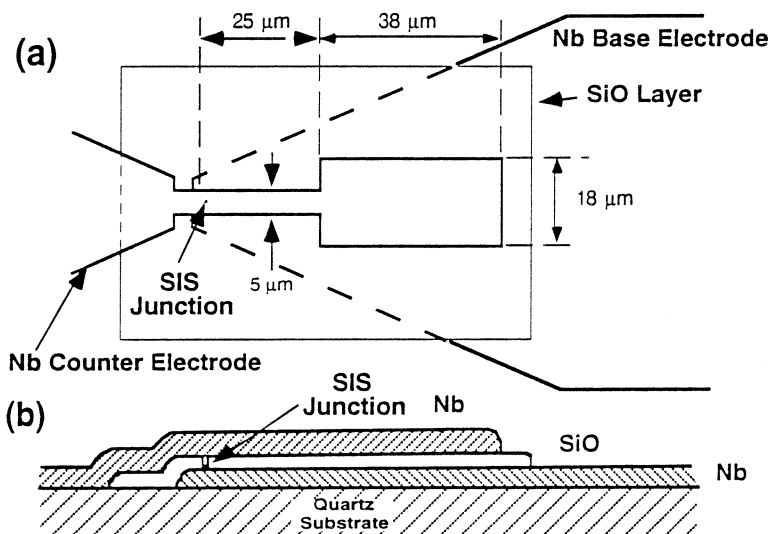 (a)
25 μm
38 μm
Nb Base Electrode
SiO Layer
18 μm
SIS
Junction
5 μm
Nb Counter Electrode
(b)
SIS
Junction
Nb
SiO
Nb
Quartz
Substrate